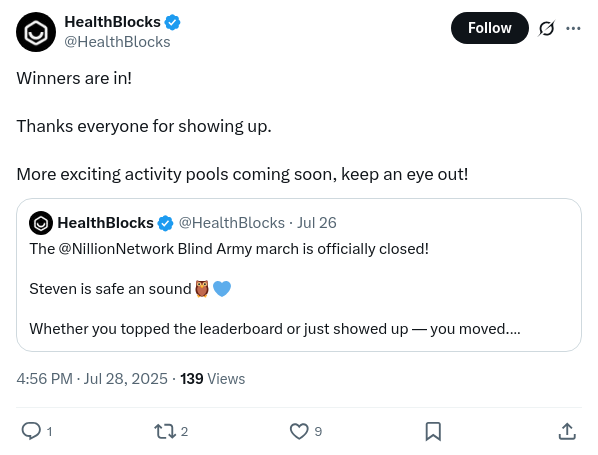 HealthBlocks
@HealthBlocks
Follow
Winners are in!
Thanks everyone for showing up.
More exciting activity pools coming soon, keep an eye out!
HealthBlocks @HealthBlocks · Jul 26
The @NillionNetwork Blind Army march is officially closed!
Steven is safe an sound🦉💙
Whether you topped the leaderboard or just showed up — you moved....
4:56 PM · Jul 28, 2025 · 139 Views
1 2 9